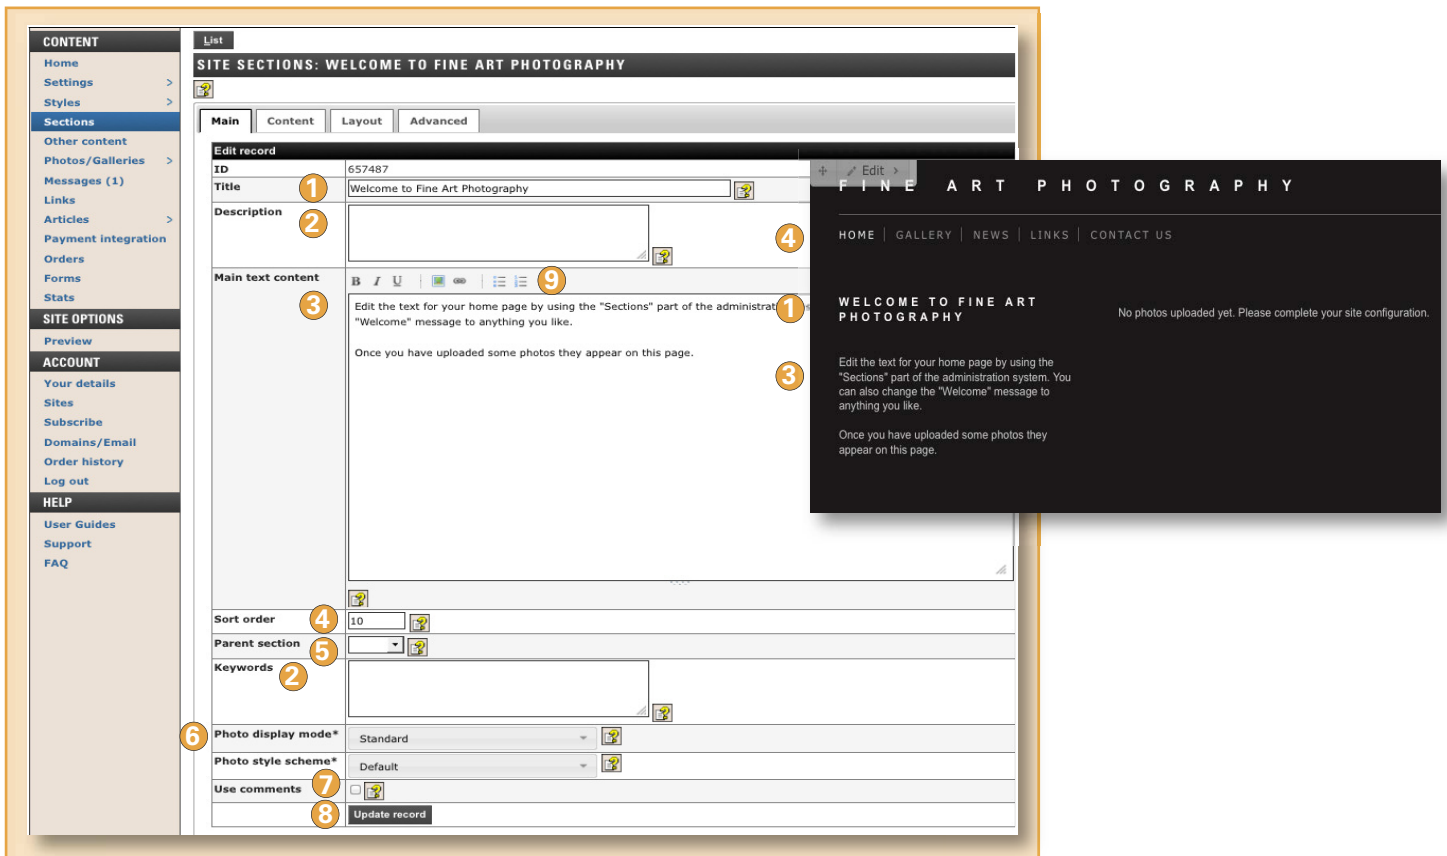 CONTENT
Home
Settings >
Styles >
Sections
Other content
Photos/Galleries >
Messages (1)
Links
Articles >
Payment integration
Orders
Forms
Stats
SITE OPTIONS
Preview
ACCOUNT
Your details
Sites
Subscribe
Domains/Email
Order history
Log out
HELP
User Guides
Support
FAQ
List
SITE SECTIONS: WELCOME TO FINE ART PHOTOGRAPHY
Main Content Layout Advanced
Edit record
ID 657487
Title 1 Welcome to Fine Art Photography
Description 2
Main text content B I U 9
3
Edit the text for your home page by using the "Sections" part of the administrat
"Welcome" message to anything you like.
Once you have uploaded some photos they appear on this page.
Sort order 4 10
Parent section 5
Keywords 2
6 Photo display mode* Standard
Photo style scheme* Default
Use comments 7
8 Update record
Edit >
FINE ART PHOTOGRAPHY
4 HOME | GALLERY | NEWS | LINKS | CONTACT US
1 WELCOME TO FINE ART
PHOTOGRAPHY
No photos uploaded yet. Please complete your site configuration.
3
Edit the text for your home page by using the
"Sections" part of the administration system. You
can also change the "Welcome" message to
anything you like.
Once you have uploaded some photos they
appear on this page.